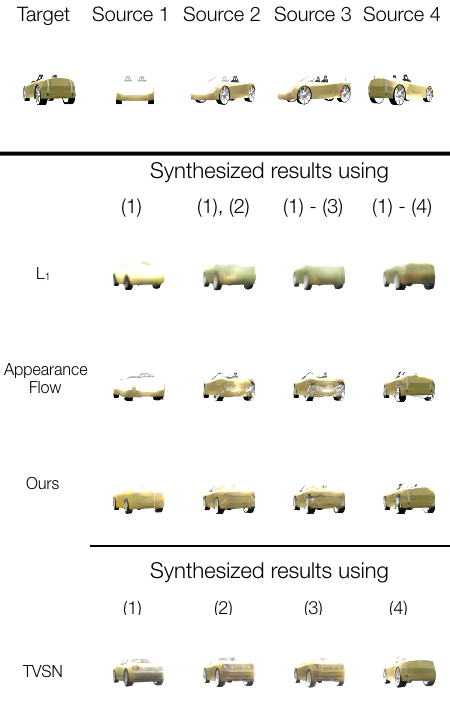 Target Source 1 Source 2 Source 3 Source 4
Synthesized results using
(1) (1), (2) (1) - (3) (1) - (4)
L₁
Appearance
Flow
Ours
Synthesized results using
(1) (2) (3) (4)
TVSN